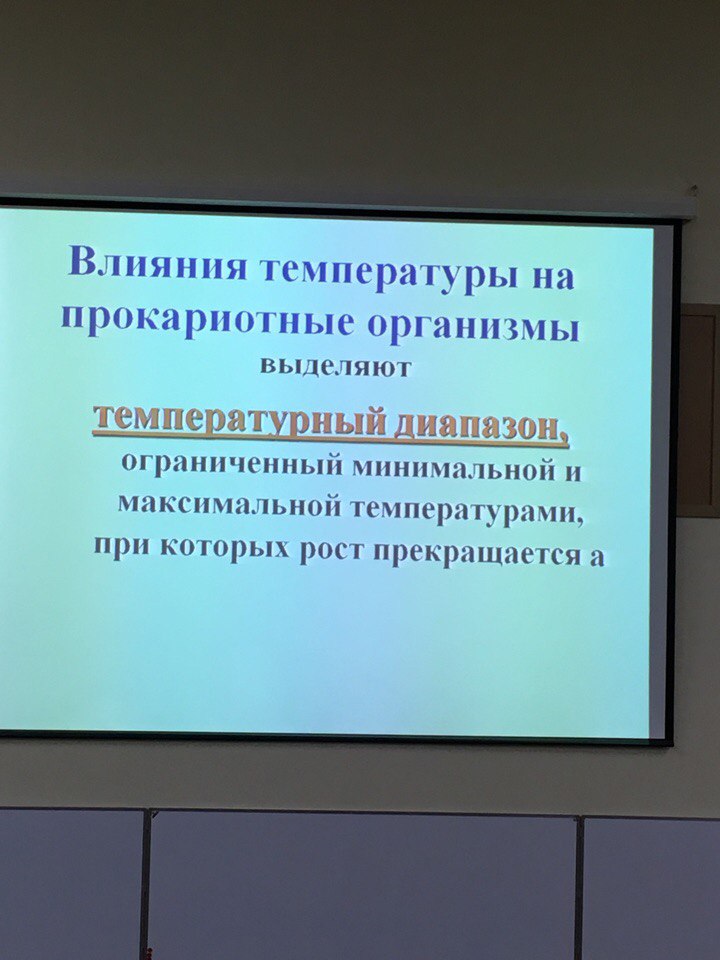 Влияния температуры на
прокариотные организмы
выделяют
температурный диапазон,
ограниченный минимальной и
максимальной температурами,
при которых рост прекращается а